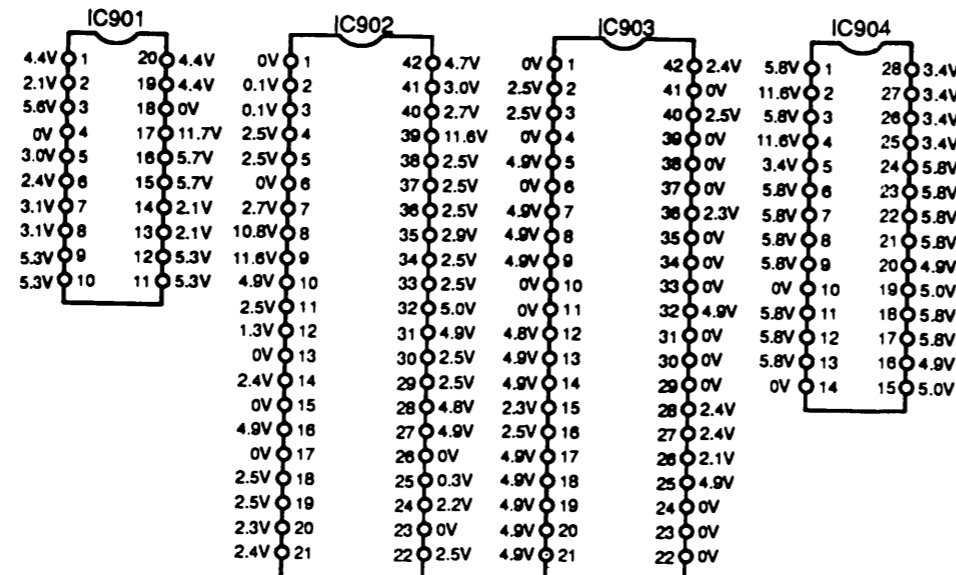 IC901
4.4V 1 20 4.4V
2.1V 2 19 4.4V
5.6V 3 18 0V
0V 4 17 11.7V
3.0V 5 16 5.7V
2.4V 6 15 5.7V
3.1V 7 14 2.1V
3.1V 8 13 2.1V
5.3V 9 12 5.3V
5.3V 10 11 5.3V
IC902
0V 1 42 4.7V
0.1V 2 41 3.0V
0.1V 3 40 2.7V
2.5V 4 39 11.6V
2.5V 5 38 2.5V
0V 6 37 2.5V
2.7V 7 36 2.5V
10.8V 8 35 2.9V
11.6V 9 34 2.5V
4.9V 10 33 2.5V
2.5V 11 32 5.0V
1.3V 12 31 4.9V
0V 13 30 2.5V
2.4V 14 29 2.5V
0V 15 28 4.8V
4.9V 16 27 4.9V
0V 17 26 0V
2.5V 18 25 0.3V
2.5V 19 24 2.2V
2.3V 20 23 0V
2.4V 21 22 2.5V
IC903
0V 1 42 2.4V
2.5V 2 41 0V
2.5V 3 40 2.5V
0V 4 39 0V
4.9V 5 38 0V
0V 6 37 0V
4.9V 7 36 2.3V
4.9V 8 35 0V
4.9V 9 34 0V
0V 10 33 0V
0V 11 32 4.9V
4.8V 12 31 0V
4.9V 13 30 0V
4.9V 14 29 0V
2.3V 15 28 2.4V
2.5V 16 27 2.4V
4.9V 17 26 2.1V
4.9V 18 25 4.9V
4.9V 19 24 0V
4.9V 20 23 0V
4.9V 21 22 0V
IC904
5.8V 1 28 3.4V
11.6V 2 27 3.4V
5.8V 3 26 3.4V
11.6V 4 25 3.4V
3.4V 5 24 5.8V
5.8V 6 23 5.8V
5.8V 7 22 5.8V
5.8V 8 21 5.8V
5.8V 9 20 4.9V
0V 10 19 5.0V
5.8V 11 18 5.8V
5.8V 12 17 5.8V
5.8V 13 16 4.9V
0V 14 15 5.0V